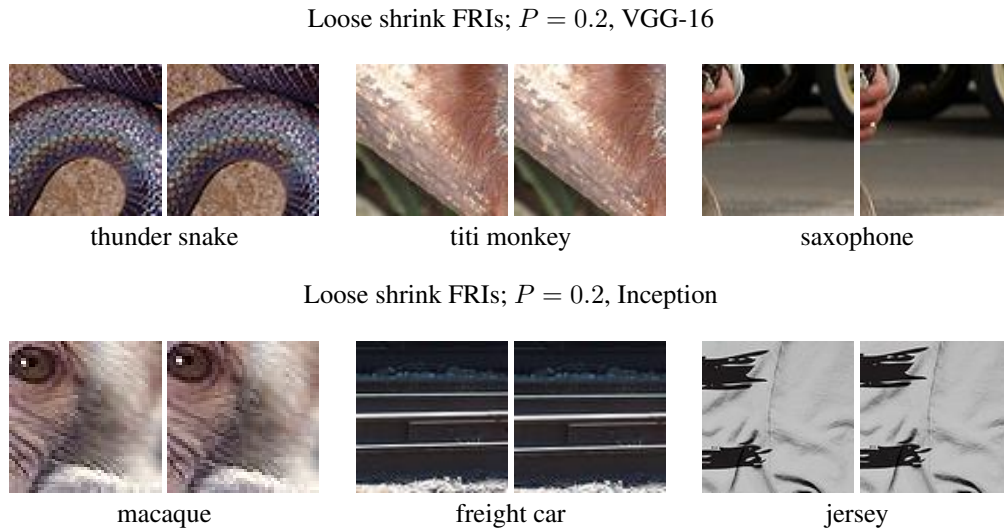 Loose shrink FRIs; P = 0.2, VGG-16
thunder snake
titi monkey
saxophone
Loose shrink FRIs; P = 0.2, Inception
macaque
freight car
jersey